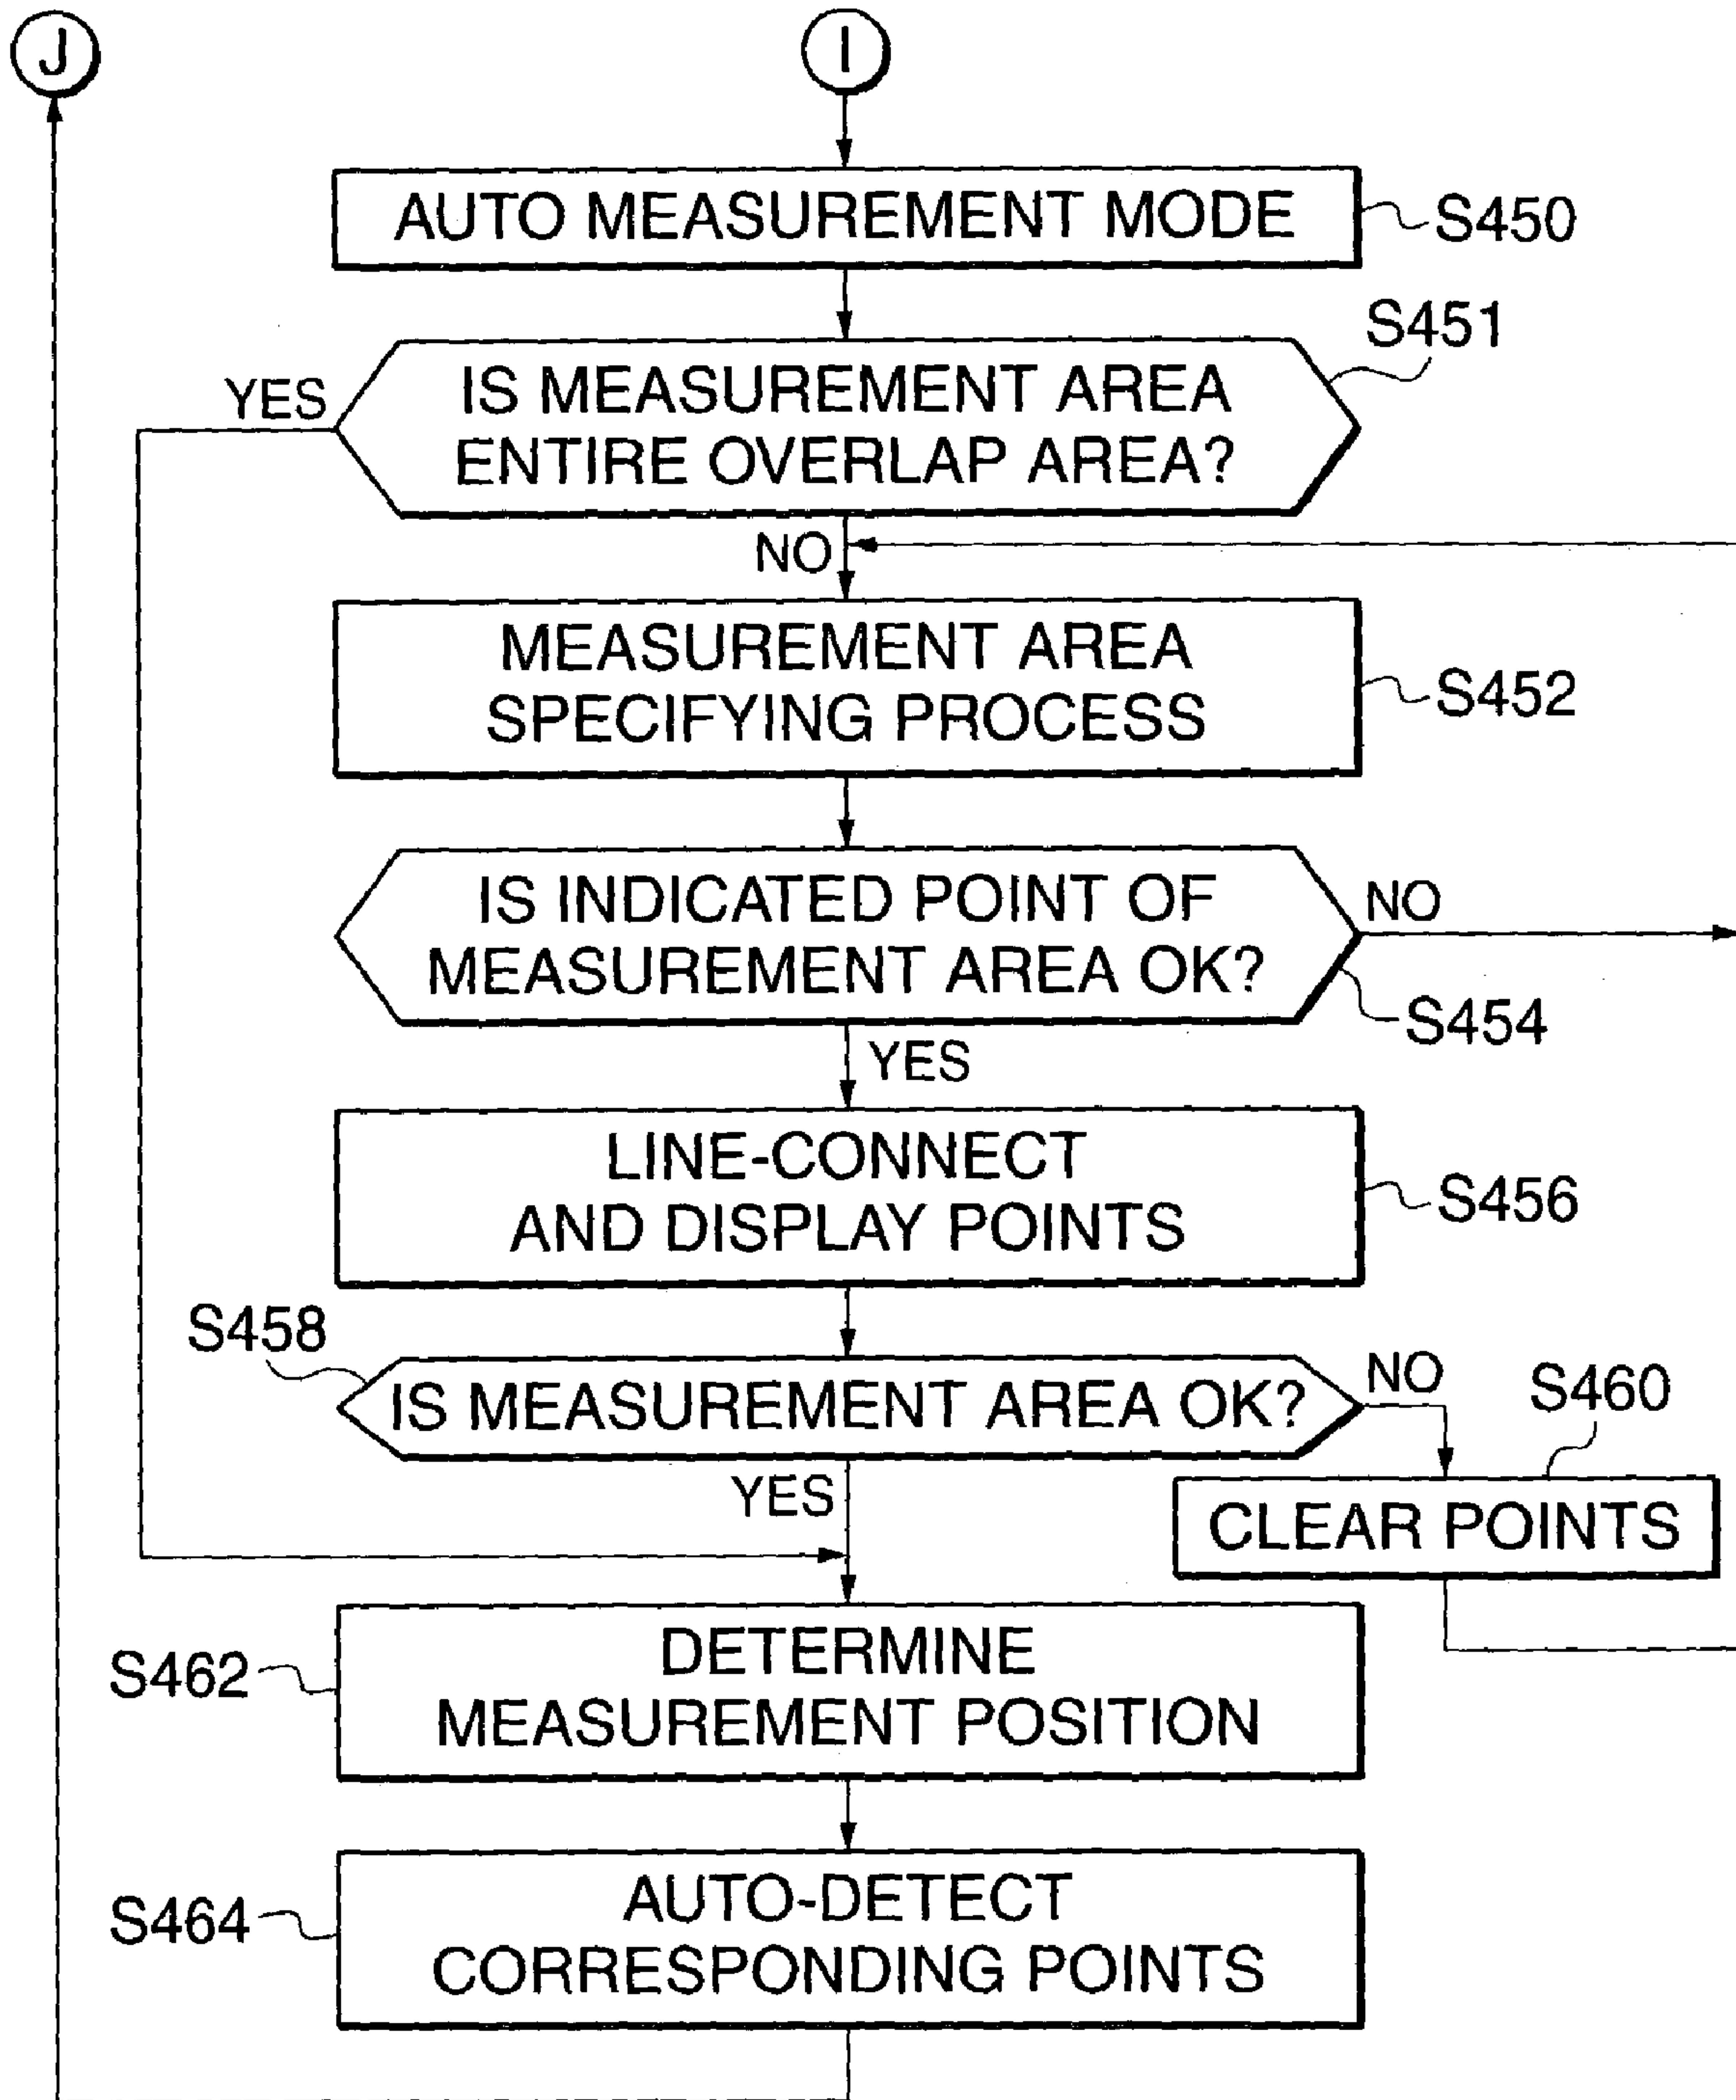 J
I
AUTO MEASUREMENT MODE
S450
S451
YES
IS MEASUREMENT AREA
ENTIRE OVERLAP AREA?
NO
MEASUREMENT AREA
SPECIFYING PROCESS
S452
IS INDICATED POINT OF
MEASUREMENT AREA OK?
NO
S454
YES
LINE-CONNECT
AND DISPLAY POINTS
S456
S458
IS MEASUREMENT AREA OK?
NO
S460
YES
CLEAR POINTS
DETERMINE
MEASUREMENT POSITION
S462
AUTO-DETECT
CORRESPONDING POINTS
S464